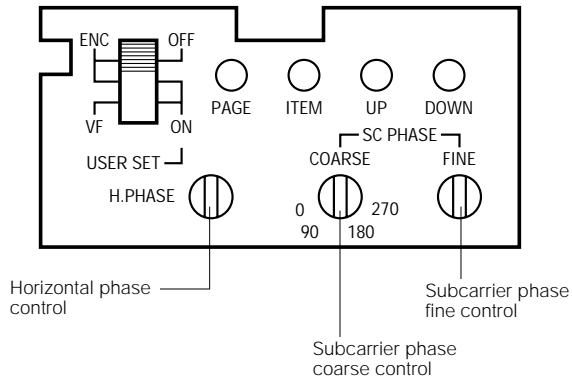 ENC OFF
VF ON
USER SET
PAGE ITEM UP DOWN
SC PHASE
COARSE FINE
H.PHASE
0 270
90 180
Horizontal phase
control
Subcarrier phase
fine control
Subcarrier phase
coarse control